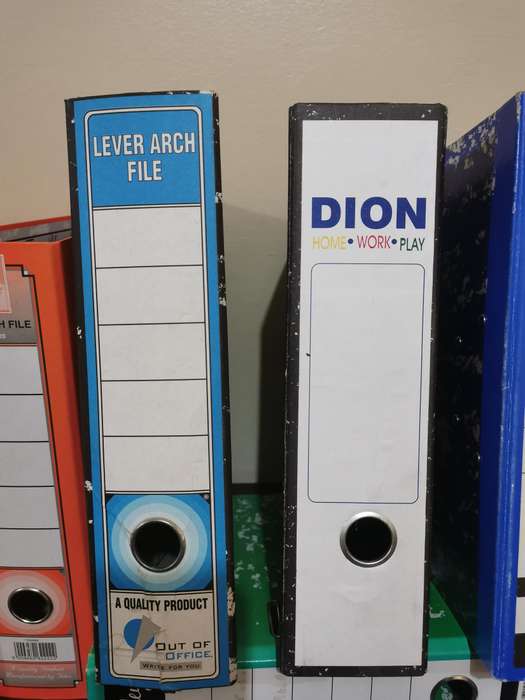 LEVER ARCH
FILE
DION
HOME • WORK • PLAY
H FILE
A QUALITY PRODUCT
OUT OF
OFFICE
WRITE FOR YOU